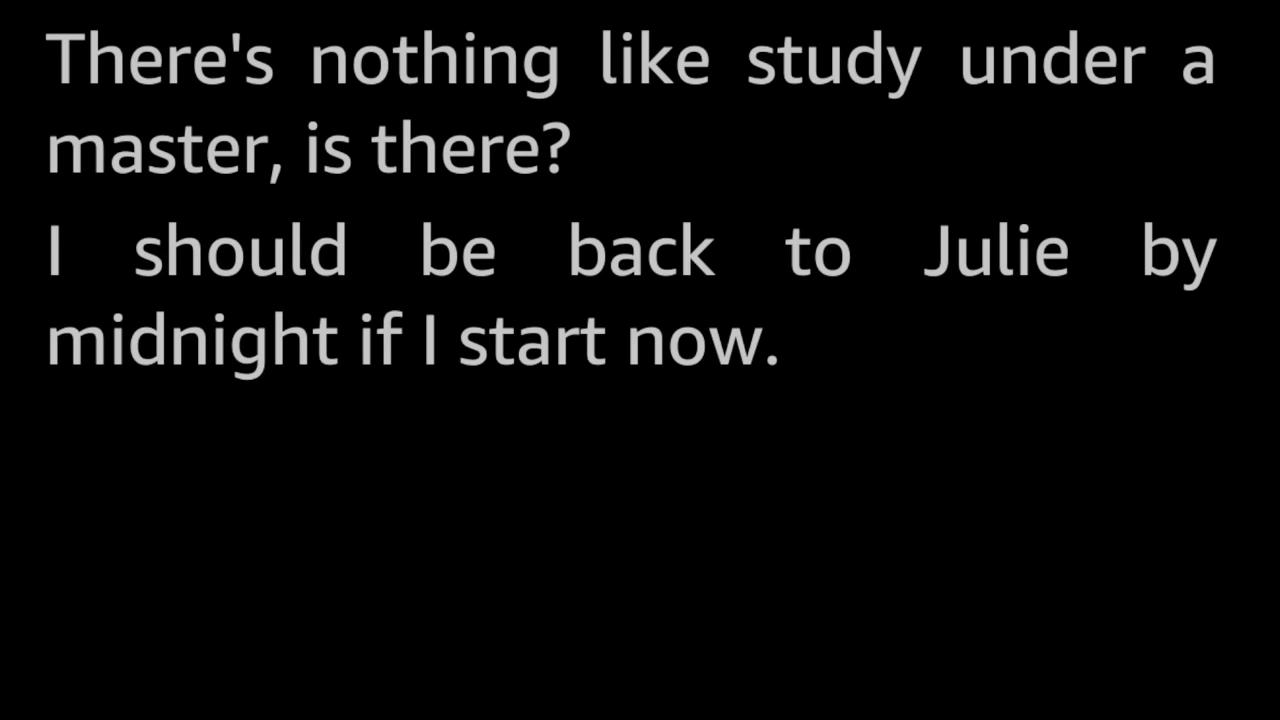 There's nothing like study under a
master, is there?
I should be back to Julie by
midnight if I start now.